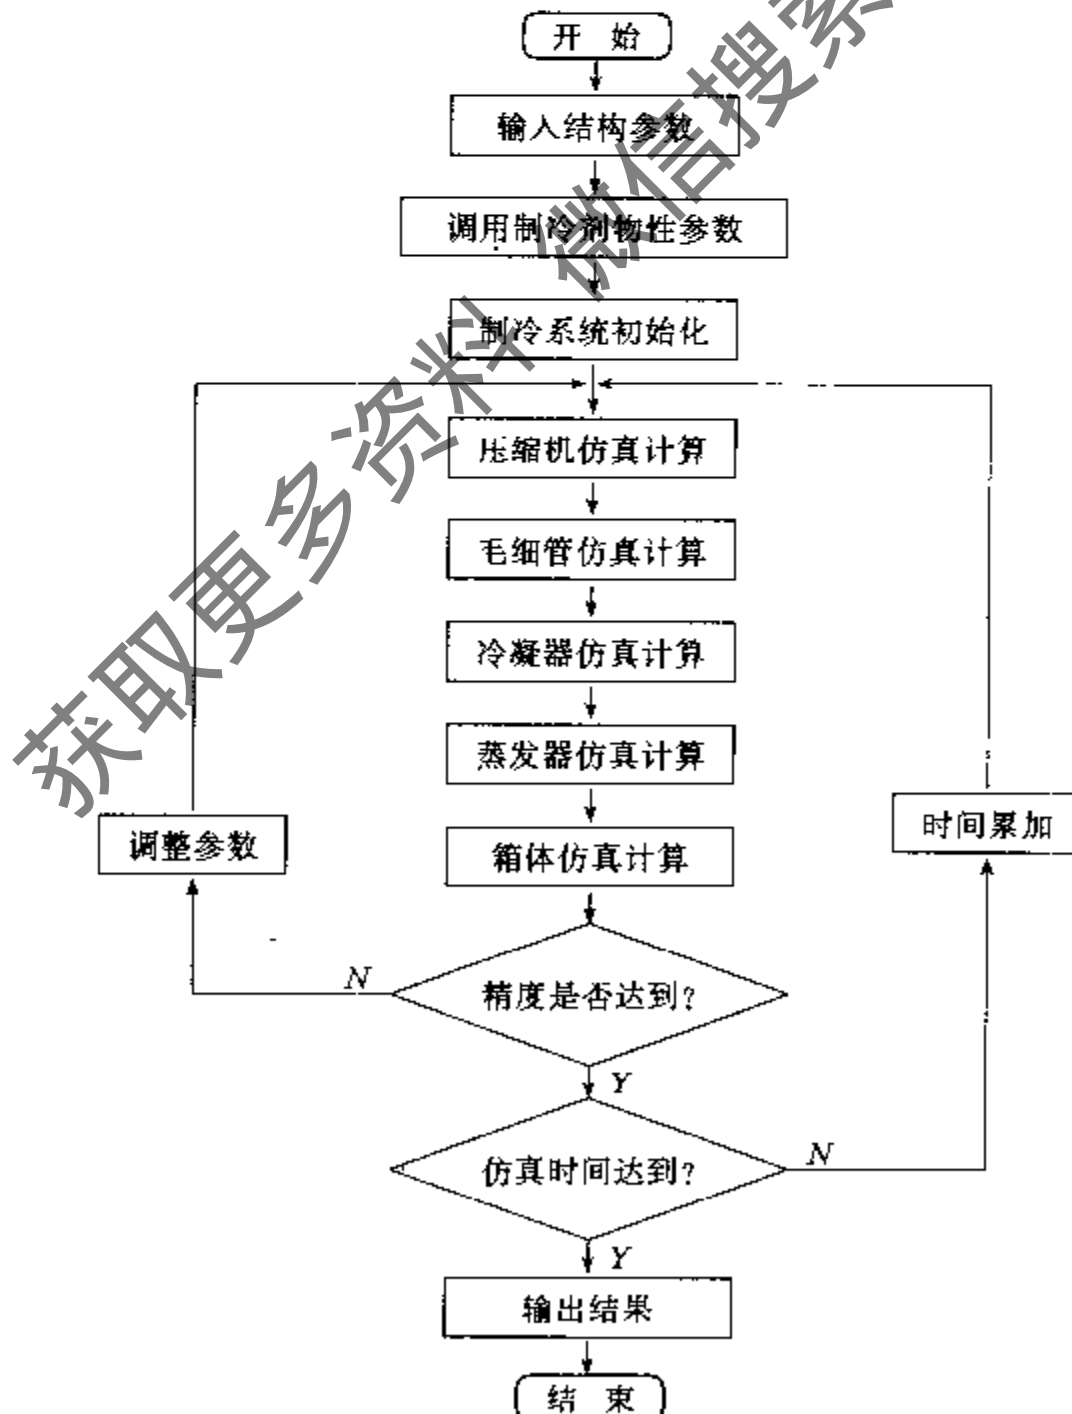 开 始
输入结构参数
调用制冷剂物性参数
制冷系统初始化
压缩机仿真计算
毛细管仿真计算
冷凝器仿真计算
蒸发器仿真计算
箱体仿真计算
调整参数
时间累加
精度是否达到?
N
Y
仿真时间达到?
N
Y
输出结果
结 束
获取更多资料 微信搜索